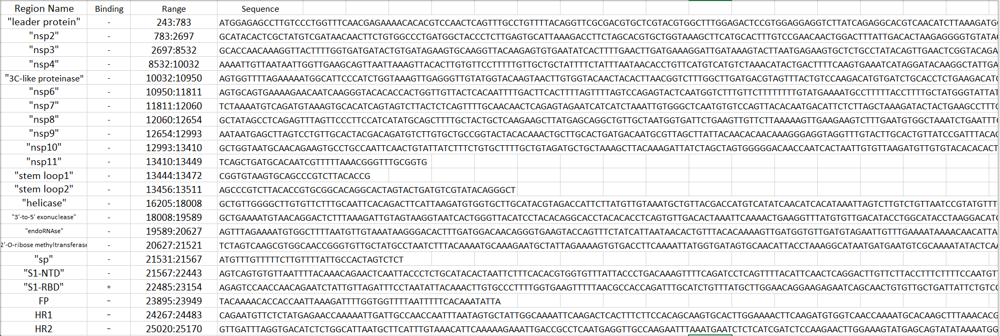 Region Name Binding Range Sequence
"leader protein" - 243:783 ATGGAGAGCCTTGTCCCTGGTTTCAACGAGAAAACACACGTCCAACTCAGTTTGCCTGTTTTACAGGTTCGCGACGTGCTCGTACGTGGCTTTGGAGACTCCGTGGAGGAGGTCTTATCAGAGGCACGTCAACATCTTAAAGATG
"nsp2" - 783:2697 GCATACACTCGCTATGTCGATAACAACTTCTGTGGCCCTGATGGCTACCCTCTTGAGTGCATTAAAGACCTTCTAGCACGTGCTGGTAAAGCTTCATGCACTTTGTCCGAACAACTGGACTTTATTGACACTAAGAGGGGTGTATA
"nsp3" - 2697:8532 GCACCAACAAAGGTTACTTTTGGTGATGATACTGTGATAGAAGTGCAAGGTTACAAGAGTGTGAATATCACTTTTGAACTTGATGAAAGGATTGATAAAGTACTTAATGAGAAGTGCTCTGCCTATACAGTTGAACTCGGTACAGA
"nsp4" - 8532:10032 AAAATTGTTAATAATTGGTTGAAGCAGTTAATTAAAGTTACACTTGTGTTCCTTTTTGTTGCTGCTATTTTCTATTTAATAACACCTGTTCATGTCATGTCTAAACATACTGACTTTTCAAGTGAAATCATAGGATACAAGGCTATTGA
"3C-like proteinase" - 10032:10950 AGTGGTTTTAGAAAAATGGCATTCCCATCTGGTAAAGTTGAGGGTTGTATGGTACAAGTAACTTGTGGTACAACTACACTTAACGGTCTTTGGCTTGATGACGTAGTTTACTGTCCAAGACATGTGATCTGCACCTCTGAAGACAT
"nsp6" - 10950:11811 AGTGCAGTGAAAAGAACAATCAAGGGTACACACCACTGGTTGTTACTCACAATTTTGACTTCACTTTTAGTTTTAGTCCAGAGTACTCAATGGTCTTTGTTCTTTTTTTTGTATGAAAATGCCTTTTTACCTTTTGCTATGGGTATTAT
"nsp7" - 11811:12060 TCTAAAATGTCAGATGTAAAGTGCACATCAGTAGTCTTACTCTCAGTTTTGCAACAACTCAGAGTAGAATCATCATCTAAATTGTGGGCTCAATGTGTCCAGTTACACAATGACATTCTCTTAGCTAAAGATACTACTGAAGCCTTT
"nsp8" - 12060:12654 GCTATAGCCTCAGAGTTTAGTTCCCTTCCATCATATGCAGCTTTTGCTACTGCTCAAGAAGCTTATGAGCAGGCTGTTGCTAATGGTGATTCTGAAGTTGTTCTTAAAAAGTTGAAGAAGTCTTTGAATGTGGCTAAATCTGAATTT
"nsp9" - 12654:12993 AATAATGAGCTTAGTCCTGTTGCACTACGACAGATGTCTTGTGCTGCCGGTACTACACAAACTGCTTGCACTGATGACAATGCGTTAGCTTATTACAACACAACAAAGGGAGGTAGGTTTGTACTTGCACTGTTATCCGATTTACA
"nsp10" - 12993:13410 GCTGGTAATGCAACAGAAGTGCCTGCCAATTCAACTGTATTATCTTTCTGTGCTTTTGCTGTAGATGCTGCTAAAGCTTACAAAGATTATCTAGCTAGTGGGGGACAACCAATCACTAATTGTGTTAAGATGTTGTGTACACACACT
"nsp11" - 13410:13449 TCAGCTGATGCACAATCGTTTTTAAACGGGTTTGCGGTG
"stem loop1" - 13444:13472 CGGTGTAAGTGCAGCCCGTCTTACACCG
"stem loop2" - 13456:13511 AGCCCGTCTTACACCGTGCGGCACAGGCACTAGTACTGATGTCGTATACAGGGCT
"helicase" - 16205:18008 GCTGTTGGGGCTTGTGTTCTTTGCAATTCACAGACTTCATTAAGATGTGGTGCTTGCATACGTAGACCATTCTTATGTTGTAAATGCTGTTACGACCATGTCATATCAACATCACATAAATTAGTCTTGTCTGTTAATCCGTATGTTT
"3'-to-5' exonuclease" - 18008:19589 GCTGAAAATGTAACAGGACTCTTTAAAGATTGTAGTAAGGTAATCACTGGGTTACATCCTACACAGGCACCTACACACCTCAGTGTTGACACTAAATTCAAAACTGAAGGTTTATGTGTTGACATACCTGGCATACCTAAGGACAT
"endoRNAse" - 19589:20627 AGTTTAGAAAATGTGGCTTTTAATGTTGTAAATAAGGGACACTTTGATGGACAACAGGGTGAAGTACCAGTTTCTATCATTAATAACACTGTTTACACAAAAGTTGATGGTGTTGATGTAGAATTGTTTGAAAATAAAACAACATTA
2'-O-ribose methyltransferase - 20627:21521 TCTAGTCAAGCGTGGCAACCGGGTGTTGCTATGCCTAATCTTTACAAAATGCAAAGAATGCTATTAGAAAAGTGTGACCTTCAAAATTATGGTGATAGTGCAACATTACCTAAAGGCATAATGATGAATGTCGCAAAATATACTCAA
"sp" - 21531:21567 ATGTTTGTTTTTCTTGTTTTATTGCCACTAGTCTCT
"S1-NTD" - 21567:22443 AGTCAGTGTGTTAATTTTACAAACAGAACTCAATTACCCTCTGCATACACTAATTCTTTCACACGTGGTGTTTATTACCCTGACAAAGTTTTCAGATCCTCAGTTTTACATTCAACTCAGGACTTGTTCTTACCTTTCTTTTCCAATGT
"S1-RBD" + 22485:23154 AGAGTCCAACCAACAGAATCTATTGTTAGATTTCCTAATATTACAAACTTGTGCCCTTTTGGTGAAGTTTTTAACGCCACCAGATTTGCATCTGTTTATGCTTGGAACAGGAAGAGAATCAGCAACTGTGTTGCTGATTATTCTGTC
FP - 23895:23949 TACAAAACACCACCAATTAAAGATTTTGGTGGTTTTAATTTTTCACAAATATTA
HR1 - 24267:24483 CAGAATGTTCTCTATGAGAACCAAAAATTGATTGCCAACCAATTTAATAGTGCTATTGGCAAAATTCAAGACTCACTTTCTTCCACAGCAAGTGCACTTGGAAAACTTCAAGATGTGGTCAACCAAAATGCACAAGCTTTAAACACG
HR2 - 25020:25170 GTTGATTTAGGTGACATCTCTGGCATTAATGCTTCATTTGTAAACATTCAAAAAGAAATTGACCGCCTCAATGAGGTTGCCAAGAATTTAAATGAATCTCTCATCGATCTCCAAGAACTTGGAAAGTATGAGCAGTATATAAAATGG